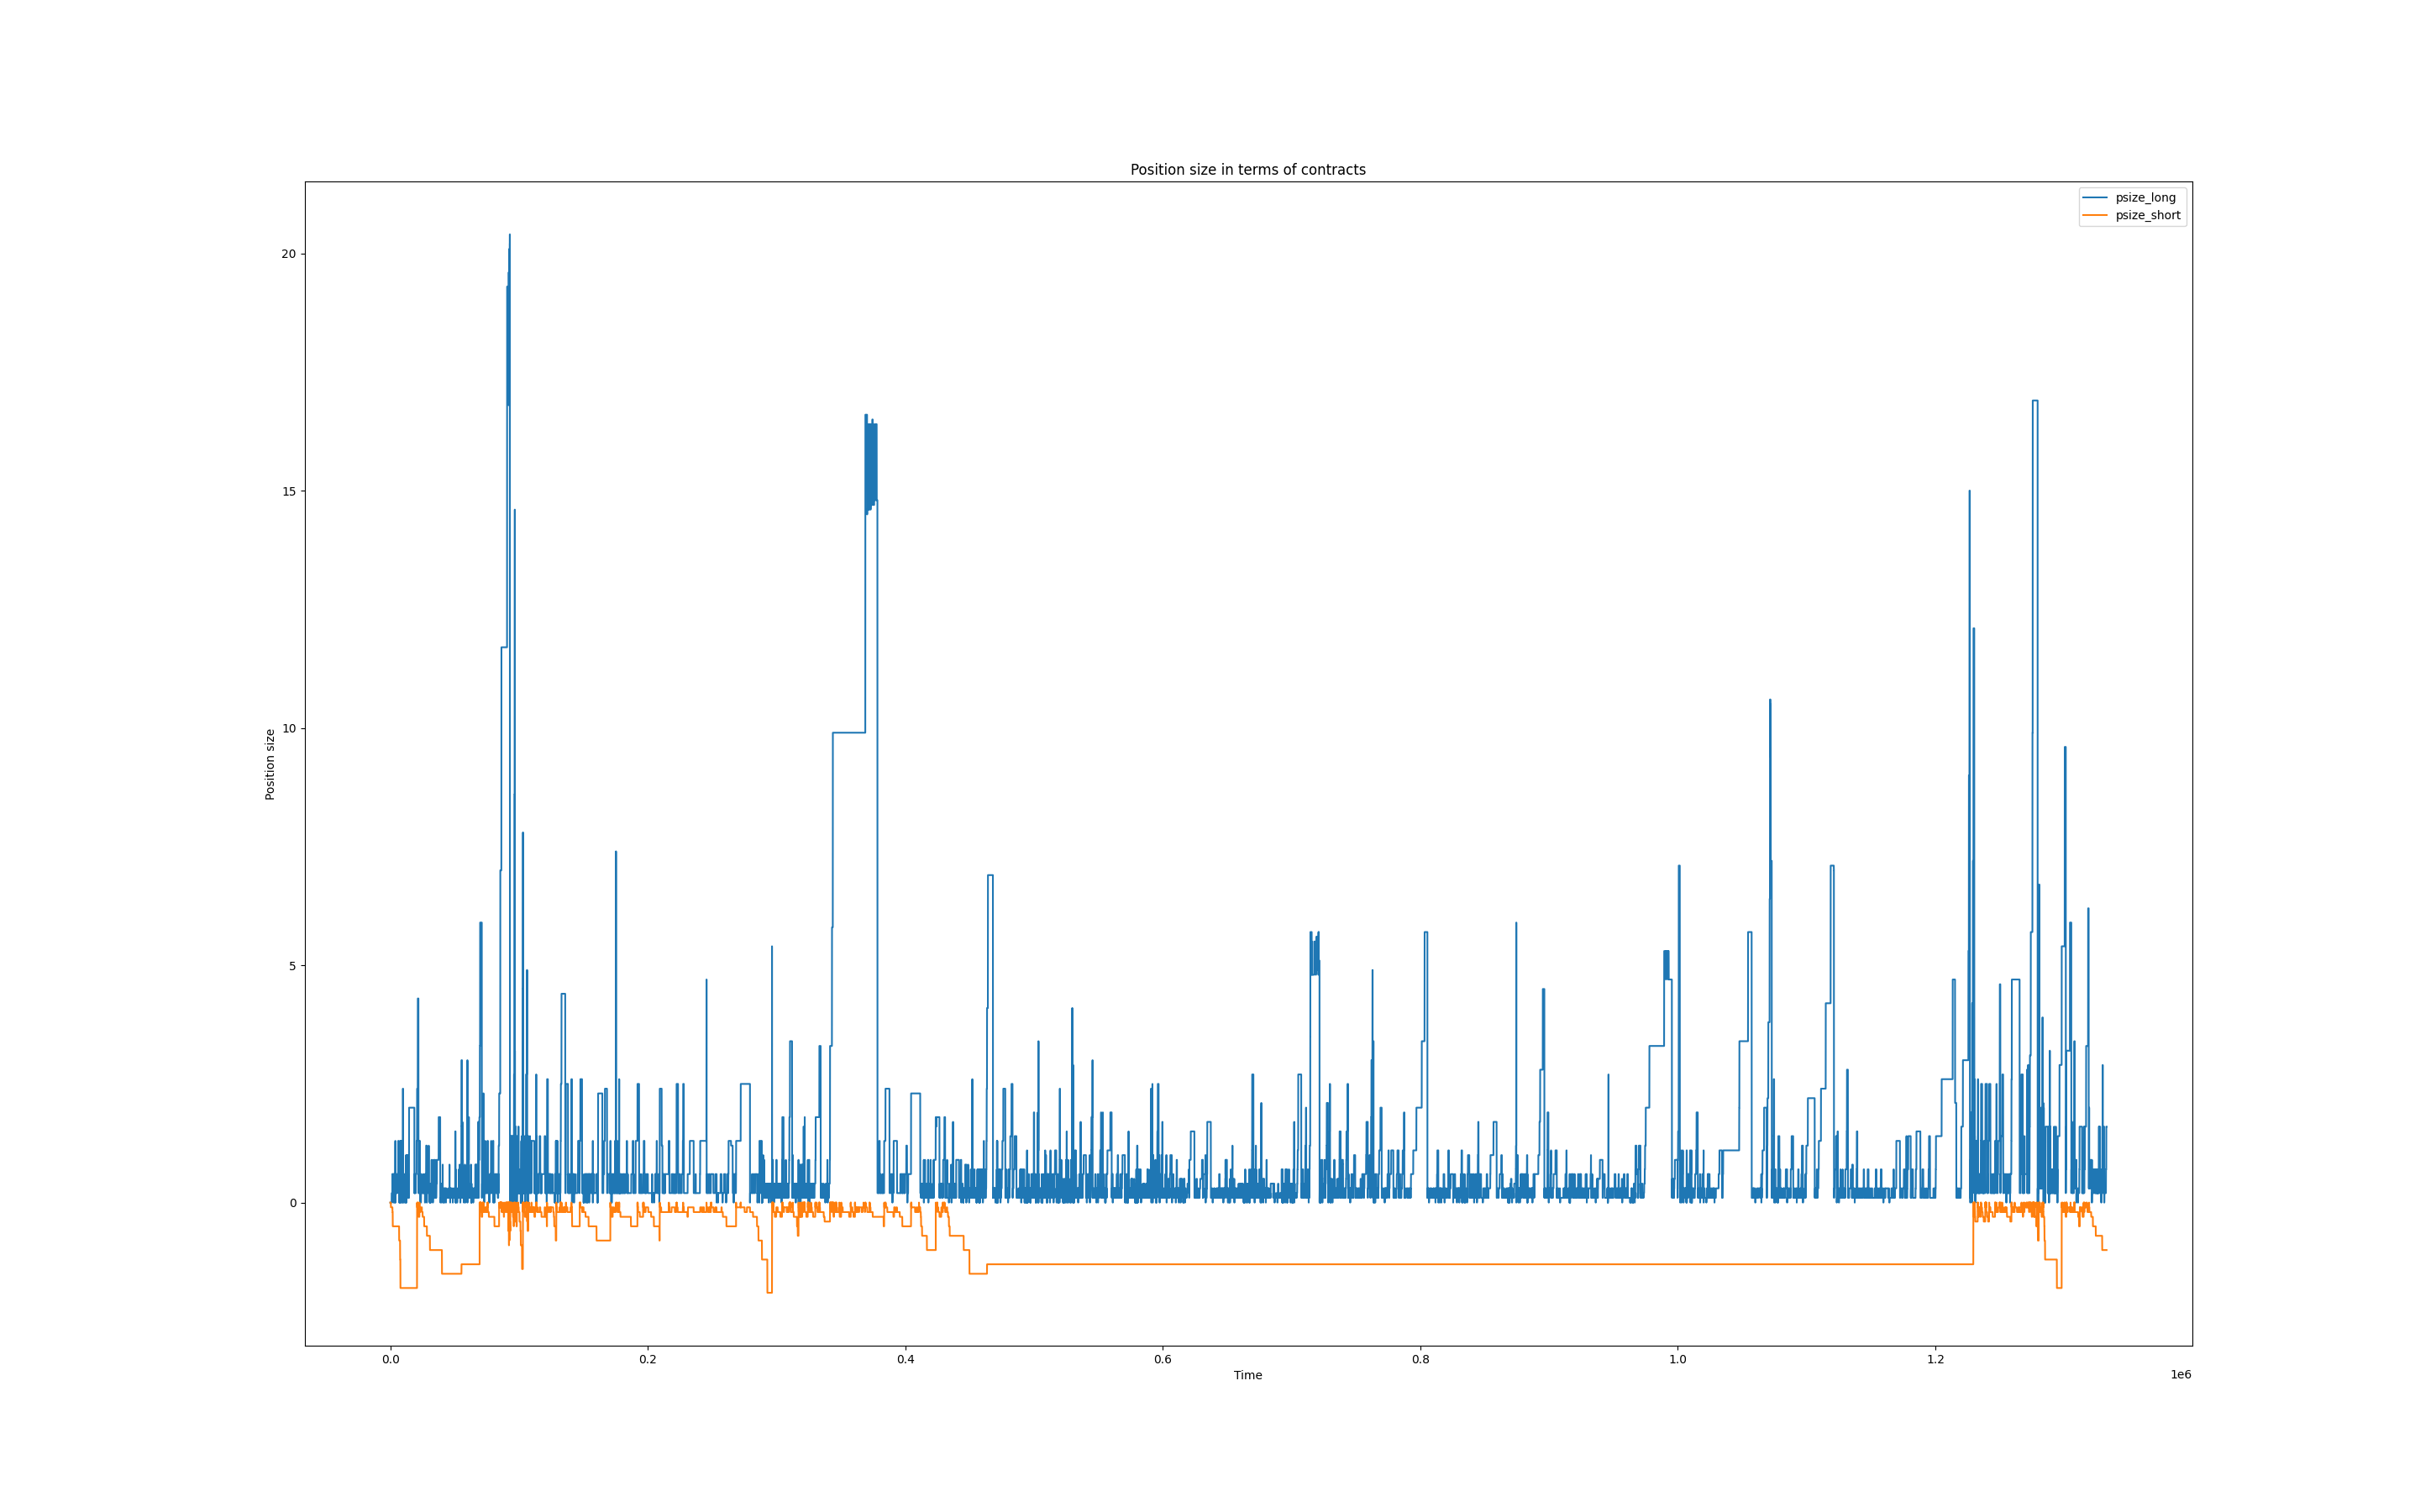 Position size in terms of contracts
psize_long
psize_short
20
15
10
5
0
Position size
0.0 0.2 0.4 0.6 0.8 1.0 1.2
Time
1e6